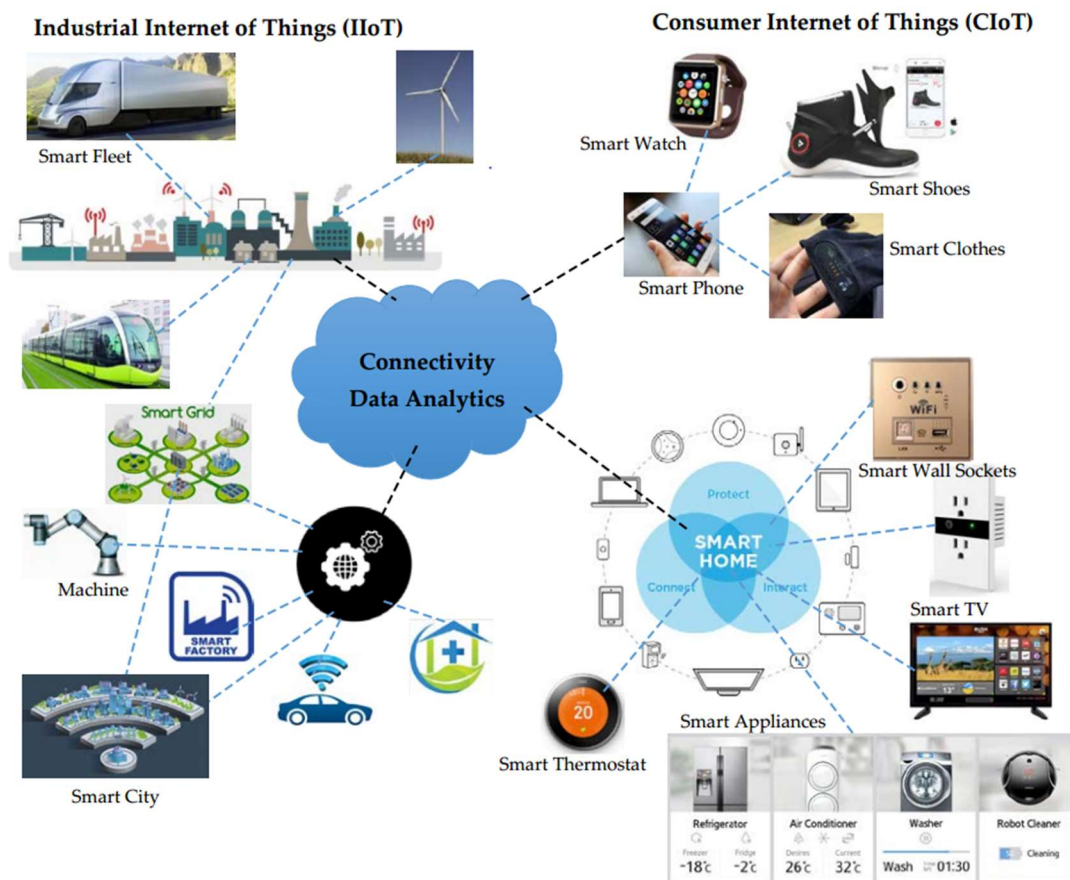 Industrial Internet of Things (IIoT)
Consumer Internet of Things (CIoT)
Smart Fleet
Smart Watch
Smart Shoes
Smart Clothes
Smart Phone
Connectivity
Data Analytics
Smart Grid
WiFi
Smart Wall Sockets
Machine
SMART
FACTORY
Protect
SMART
HOME
Connect
Interact
Smart TV
20
Smart Thermostat
Smart City
Smart Appliances
Refrigerator
Freezer
Fridge
-18°c
-2°c
Air Conditioner
Desires
Current
26°c
32°c
Washer
Wash
01:30
Robot Cleaner
Cleaning